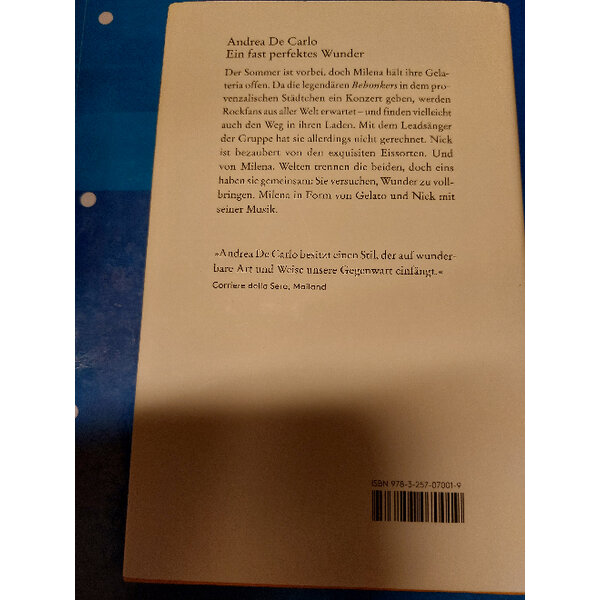 Andrea De Carlo
Ein fast perfektes Wunder
Der Sommer ist vorbei, doch Milena hält ihre Gela-
teria offen. Da die legendären Bebonkers in dem pro-
venzalischen Städtchen ein Konzert geben, werden
Rockfans aus aller Welt erwartet – und finden vielleicht
auch den Weg in ihren Laden. Mit dem Leadsänger
der Gruppe hat sie allerdings nicht gerechnet. Nick
ist bezaubert von den exquisiten Eissorten. Und
von Milena. Welten trennen die beiden, doch eins
haben sie gemeinsam: Sie versuchen, Wunder zu voll-
bringen. Milena in Form von Gelato und Nick mit
seiner Musik.
»Andrea De Carlo besitzt einen Stil, der auf wunder-
bare Art und Weise unsere Gegenwart einfängt.«
Corriere della Sera, Mailand
ISBN 978-3-257-07001-9